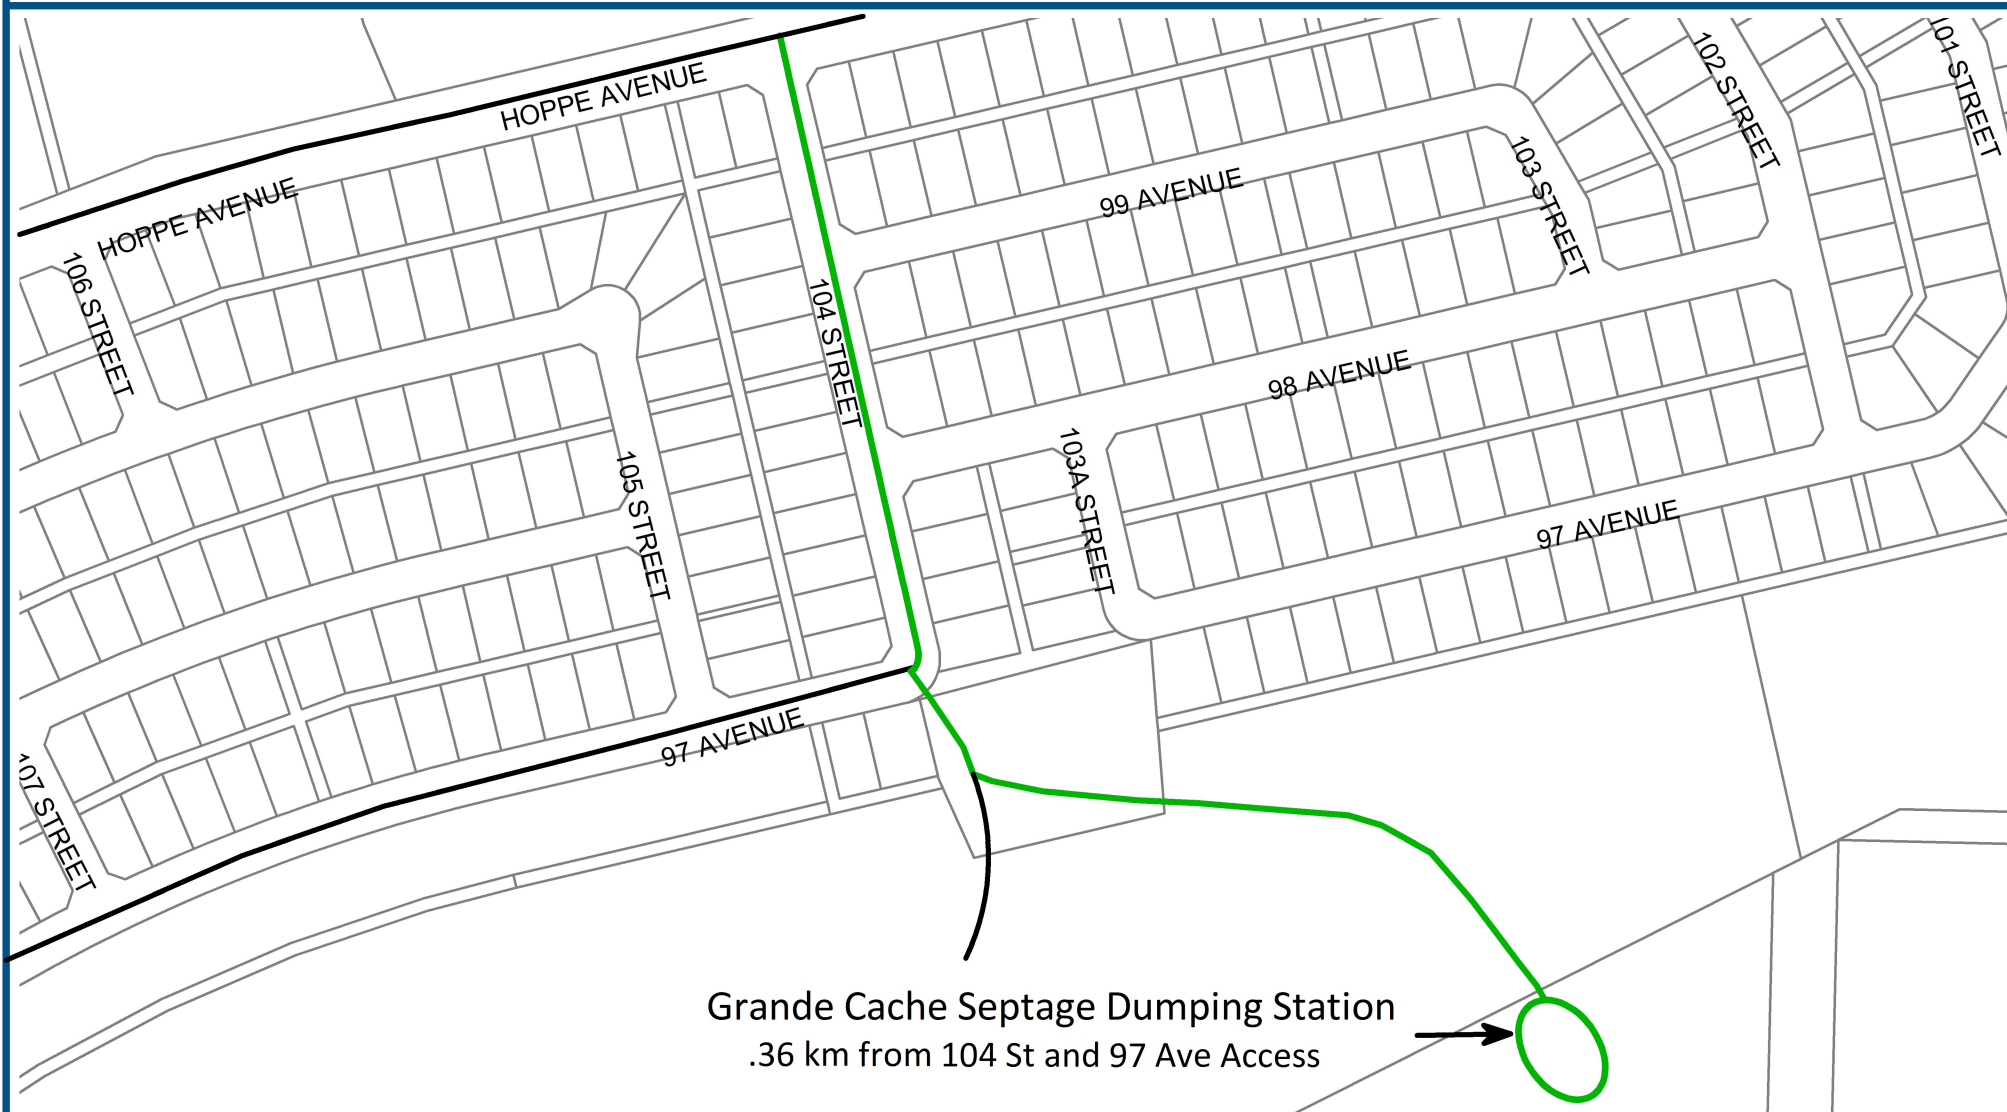 HOPPE AVENUE
HOPPE AVENUE
106 STREET
104 STREET
105 STREET
107 STREET
97 AVENUE
99 AVENUE
98 AVENUE
97 AVENUE
103A STREET
103 STREET
102 STREET
101 STREET
Grande Cache Septage Dumping Station
.36 km from 104 St and 97 Ave Access